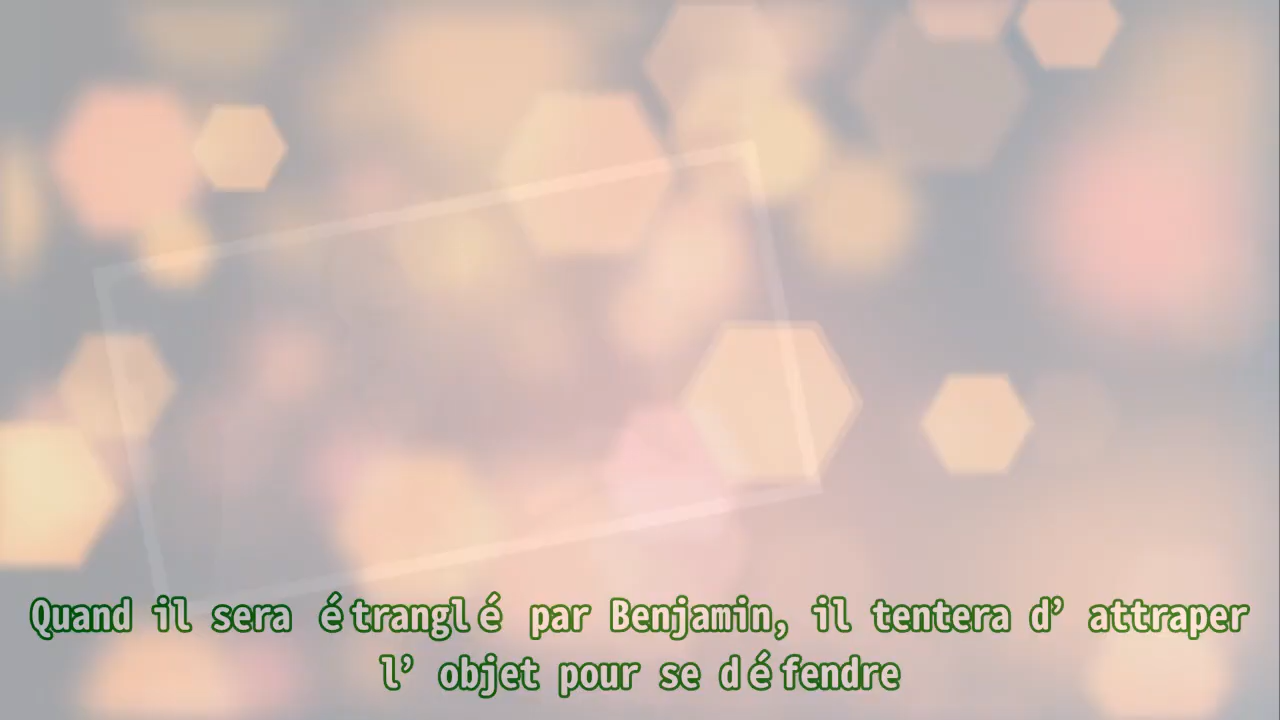 Quand il sera étranglé par Benjamin, il tentera d’ attraper
l’ objet pour se défendre